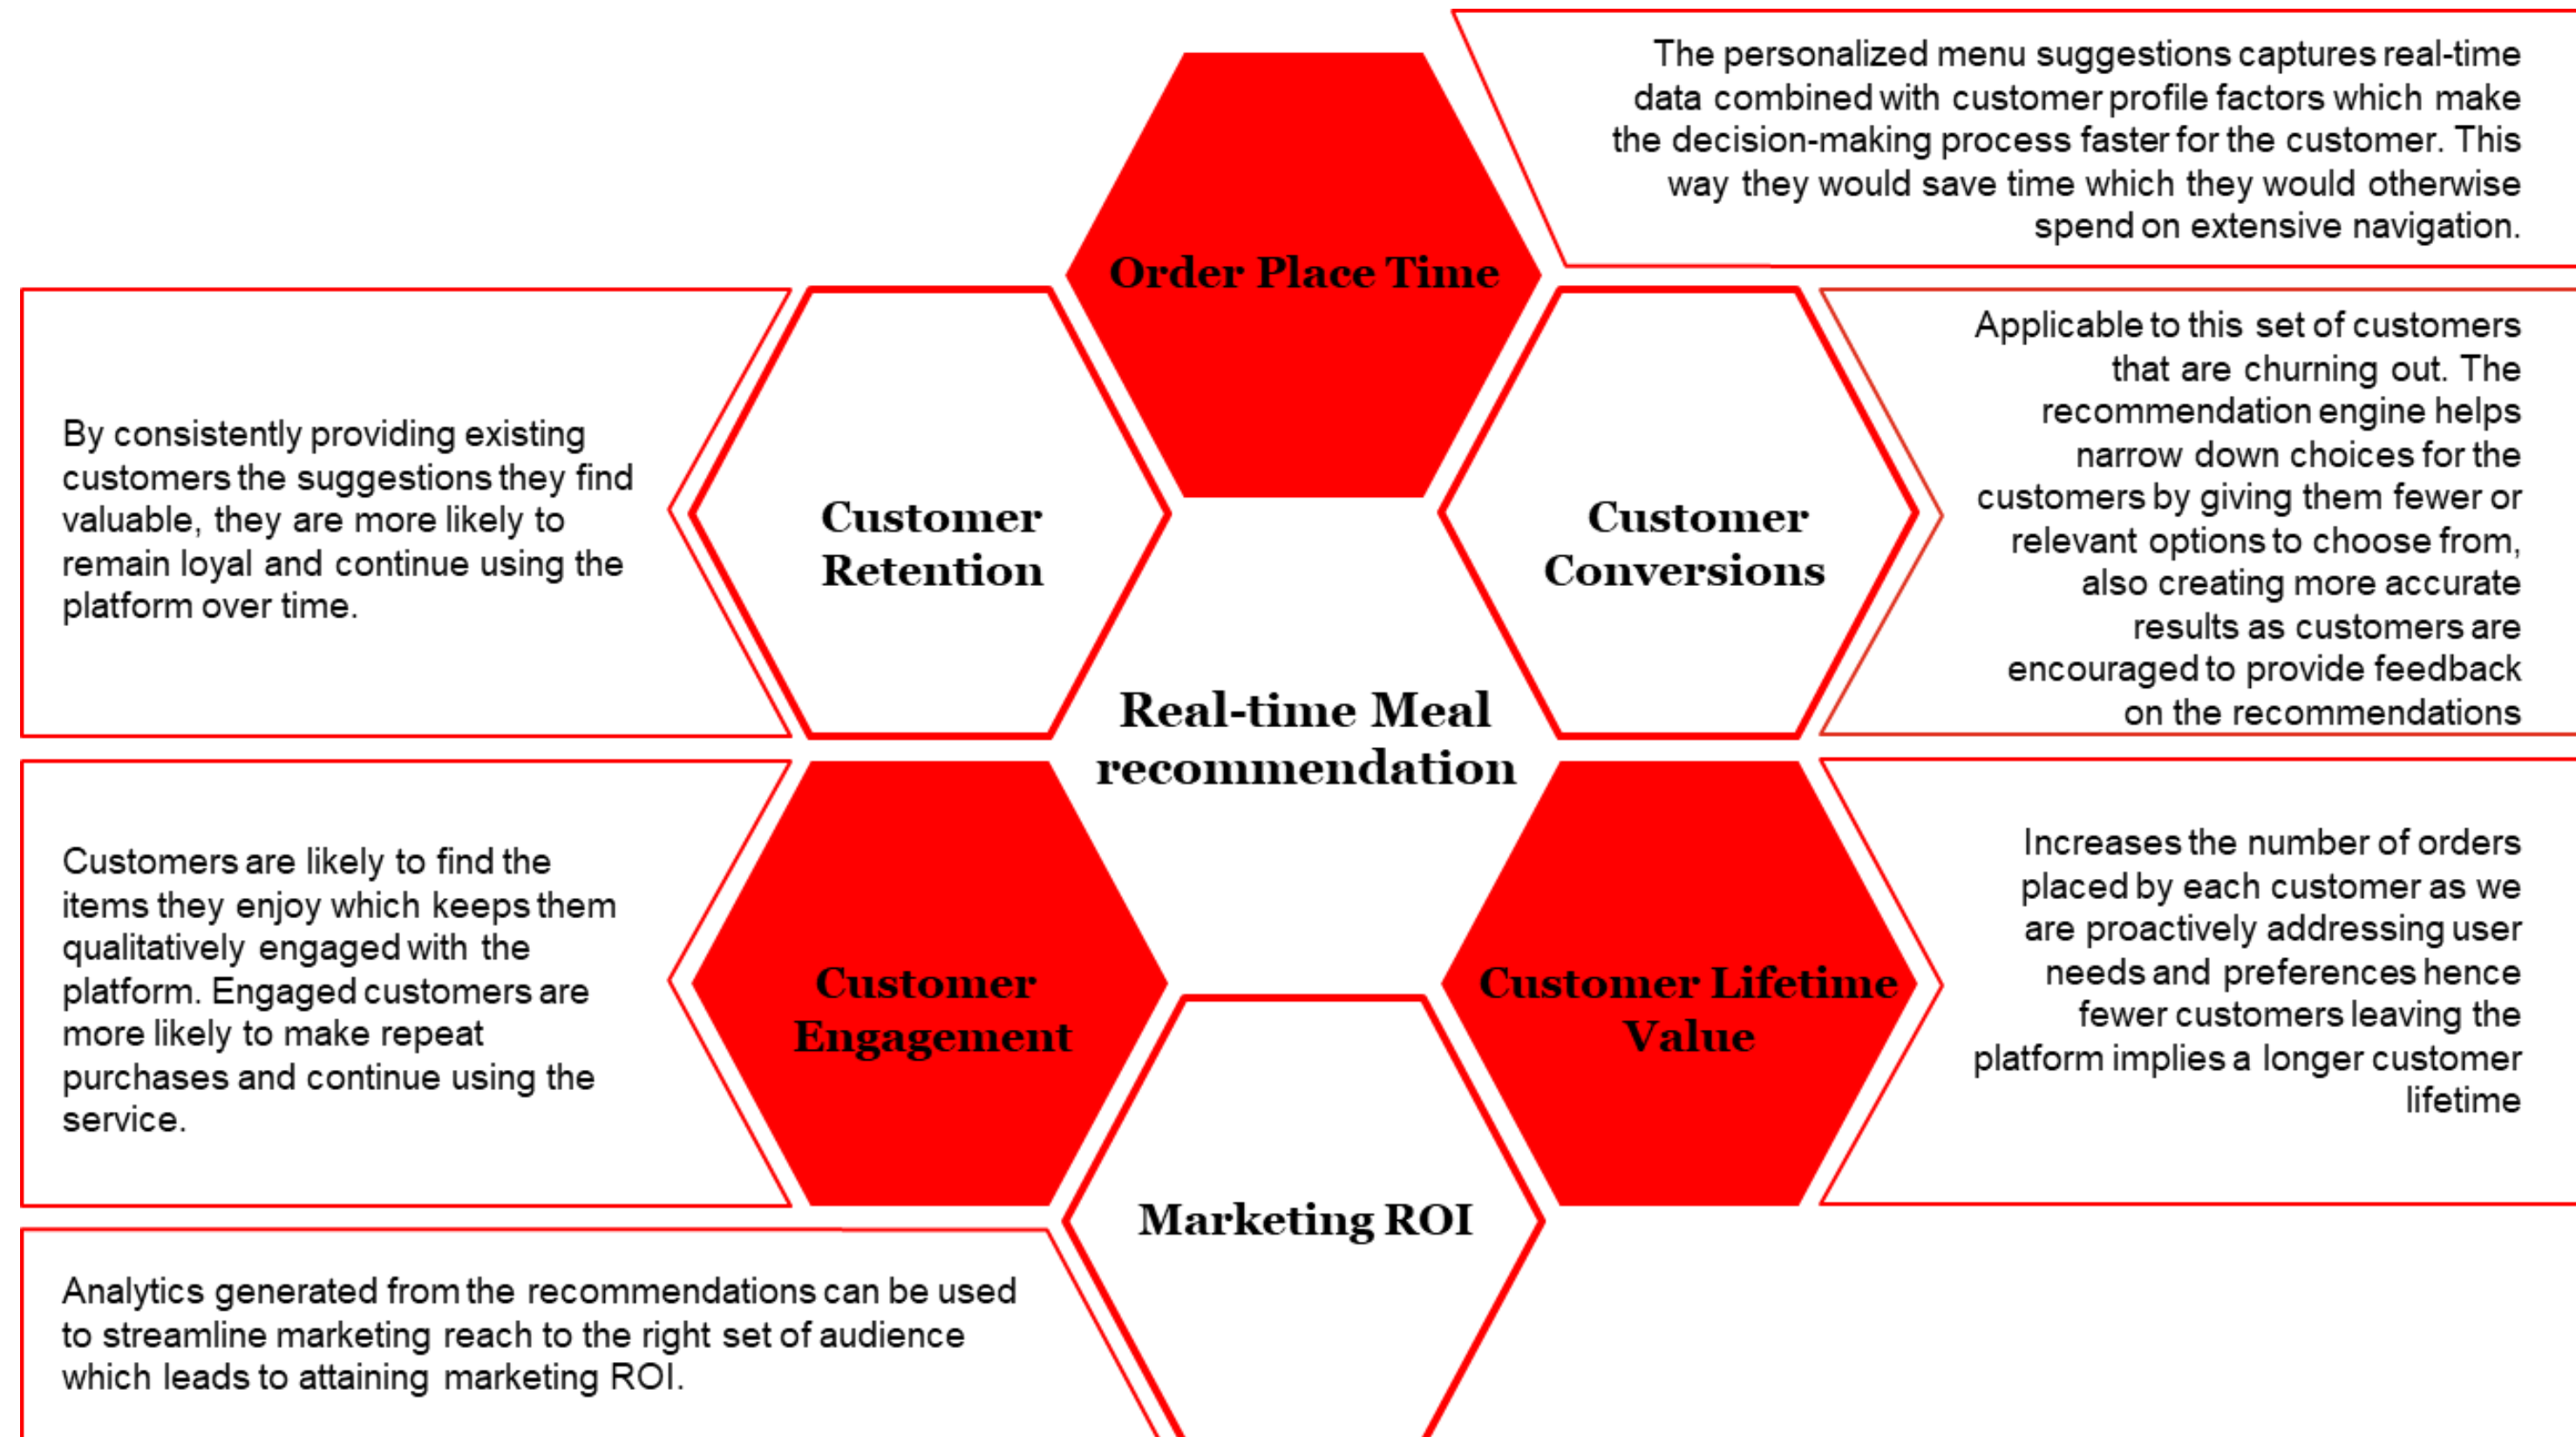 The personalized menu suggestions captures real-time
data combined with customer profile factors which make
the decision-making process faster for the customer. This
way they would save time which they would otherwise
spend on extensive navigation.
Order Place Time
By consistently providing existing
customers the suggestions they find
valuable, they are more likely to
remain loyal and continue using the
platform over time.
Customer
Retention
Customer
Conversions
Applicable to this set of customers
that are churning out. The
recommendation engine helps
narrow down choices for the
customers by giving them fewer or
relevant options to choose from,
also creating more accurate
results as customers are
encouraged to provide feedback
on the recommendations
Real-time Meal
recommendation
Customers are likely to find the
items they enjoy which keeps them
qualitatively engaged with the
platform. Engaged customers are
more likely to make repeat
purchases and continue using the
service.
Customer
Engagement
Customer Lifetime
Value
Increases the number of orders
placed by each customer as we
are proactively addressing user
needs and preferences hence
fewer customers leaving the
platform implies a longer customer
lifetime
Marketing ROI
Analytics generated from the recommendations can be used
to streamline marketing reach to the right set of audience
which leads to attaining marketing ROI.